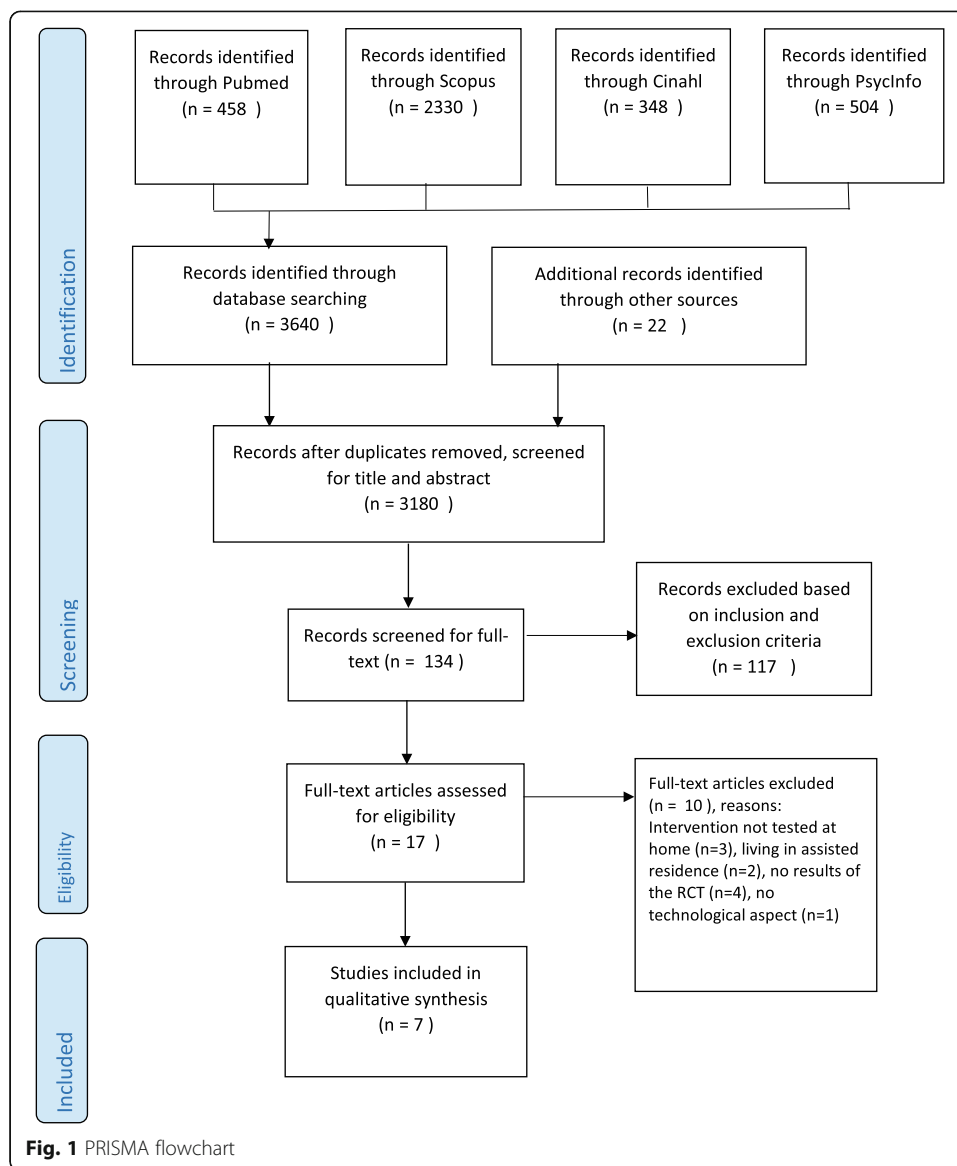 Identification
Records identified
through Pubmed
(n = 458 )
Records identified
through Scopus
(n = 2330 )
Records identified
through Cinahl
(n = 348 )
Records identified
through PsycInfo
(n = 504 )
Records identified through
database searching
(n = 3640 )
Additional records identified
through other sources
(n = 22 )
Screening
Records after duplicates removed, screened
for title and abstract
(n = 3180 )
Records screened for full-
text (n = 134 )
Records excluded based
on inclusion and
exclusion criteria
(n = 117 )
Eligibility
Full-text articles assessed
for eligibility
(n = 17 )
Full-text articles excluded
(n = 10 ), reasons:
Intervention not tested at
home (n=3), living in assisted
residence (n=2), no results of
the RCT (n=4), no
technological aspect (n=1)
Included
Studies included in
qualitative synthesis
(n = 7 )
Fig. 1 PRISMA flowchart